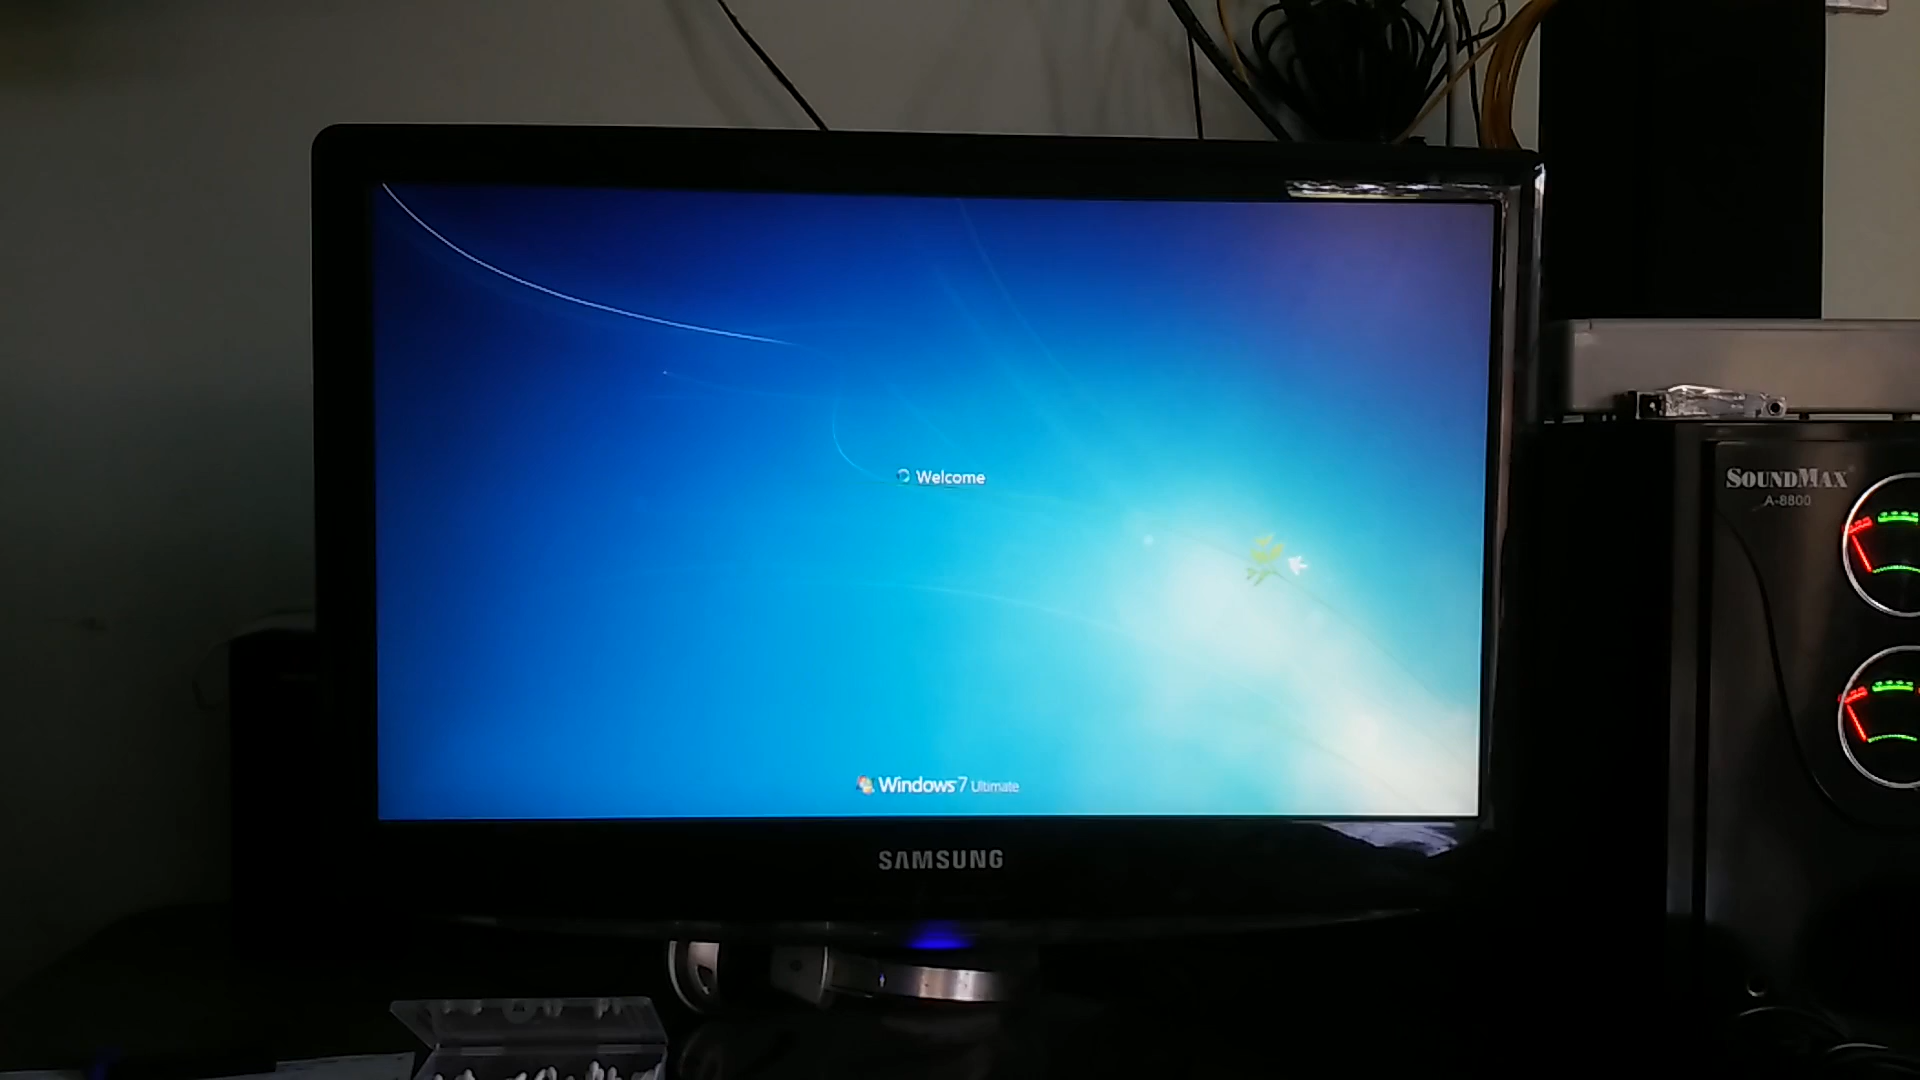 Welcome
Windows 7 Ultimate
SAMSUNG
SOUNDMAX
A-8800